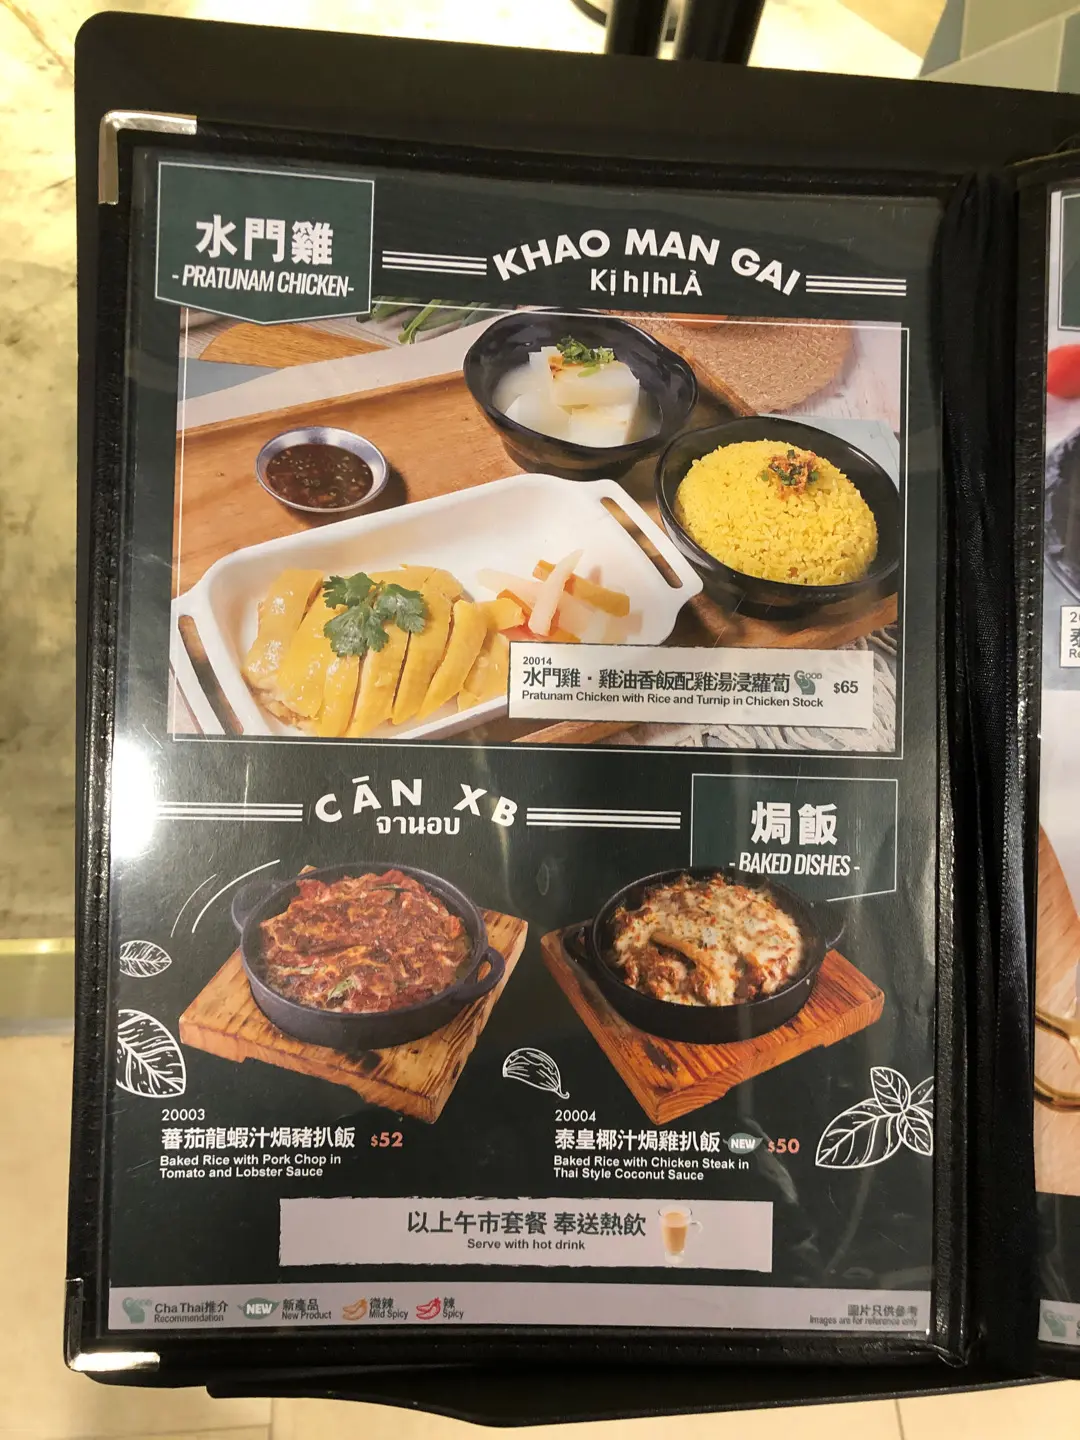 水門雞
- PRATUNAM CHICKEN-
KHAO MAN GAI
20014
水門雞・雞油香飯配雞湯浸蘿蔔 GOOD $65
Pratunam Chicken with Rice and Turnip in Chicken Stock
CĀN XB
จานอบ
焗飯
- BAKED DISHES -
20003
蕃茄龍蝦汁焗豬扒飯 $52
Baked Rice with Pork Chop in
Tomato and Lobster Sauce
20004
泰皇椰汁焗雞扒飯 NEW $50
Baked Rice with Chicken Steak in
Thai Style Coconut Sauce
以上午市套餐 奉送熱飲
Serve with hot drink
GOOD Cha Thai推介
Recommendation
NEW 新產品
New Product
微辣
Mild Spicy
辣
Spicy
圖片只供參考
Images are for reference only